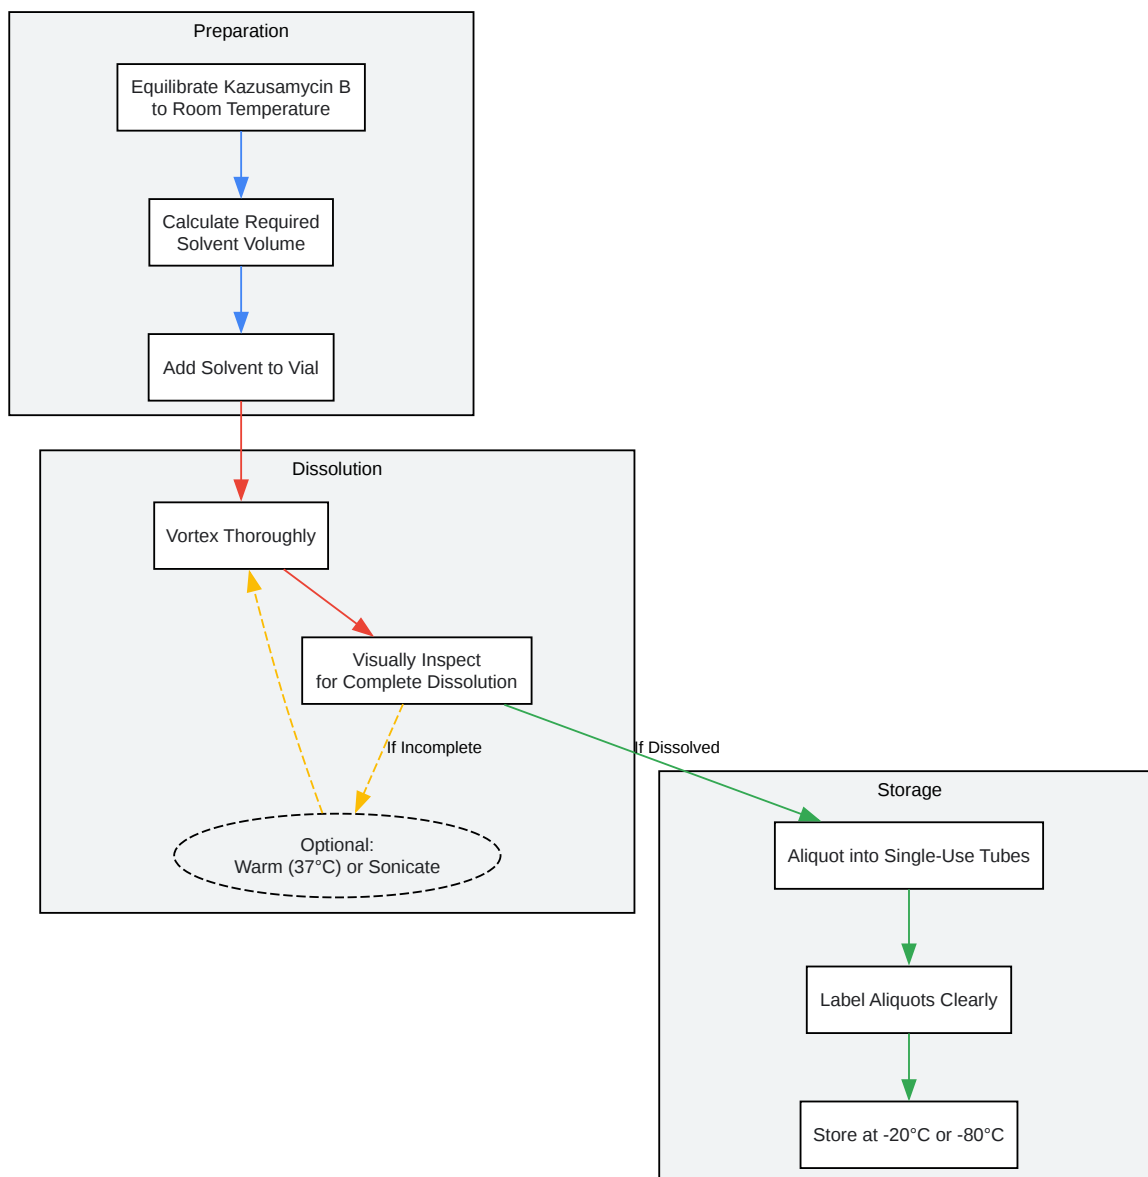 Preparation
Equilibrate Kazusamycin B
to Room Temperature
Calculate Required
Solvent Volume
Add Solvent to Vial
Dissolution
Vortex Thoroughly
Visually Inspect
for Complete Dissolution
If Incomplete
If Dissolved
Optional:
Warm (37°C) or Sonicate
Storage
Aliquot into Single-Use Tubes
Label Aliquots Clearly
Store at -20°C or -80°C